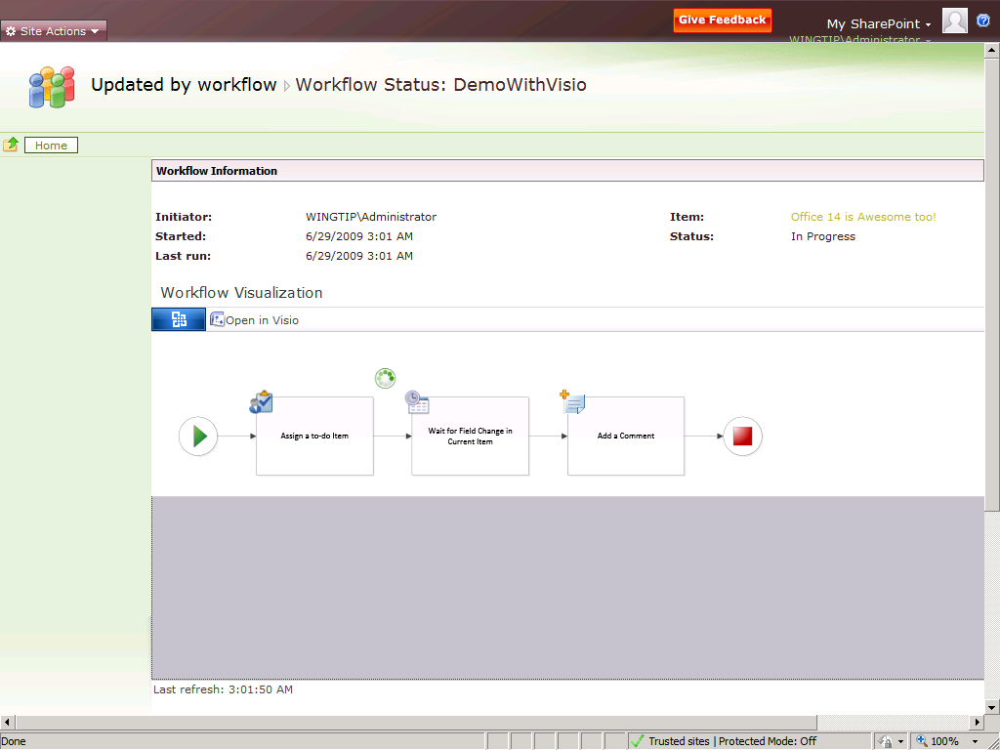 Give Feedback
My SharePoint
Site Actions
WINGTIP\Administrator
Updated by workflow Workflow Status: DemoWithVisio
Home
Workflow Information
Initiator: WINGTIP\Administrator Item: Office 14 is Awesome too!
Started: 6/29/2009 3:01 AM Status: In Progress
Last run: 6/29/2009 3:01 AM
Workflow Visualization
Open in Visio
Assign a to-do Item
Wait for Field Change in
Current Item
Add a Comment
Last refresh: 3:01:50 AM
Done Trusted sites | Protected Mode: Off 100%